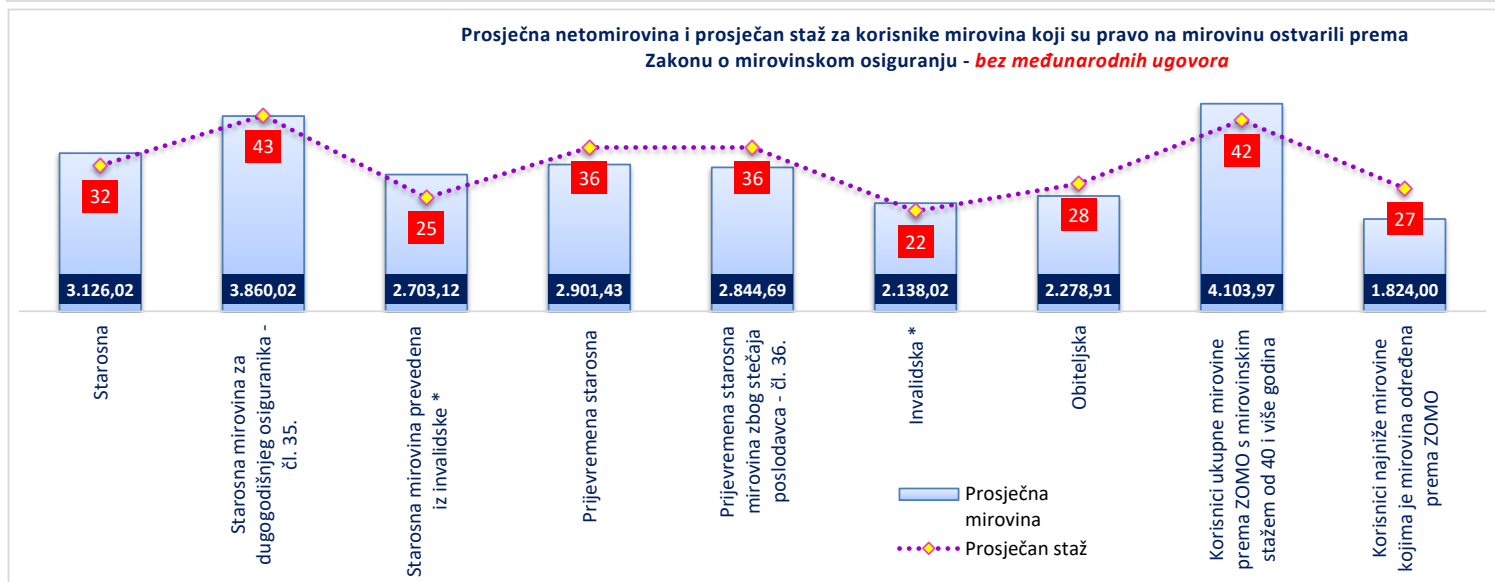 Prosječna netomirovina i prosječan staž za korisnike mirovina koji su pravo na mirovinu ostvarili prema
Zakonu o mirovinskom osiguranju - bez međunarodnih ugovora
32
43
25
36
36
22
28
42
27
3.126,02
3.860,02
2.703,12
2.901,43
2.844,69
2.138,02
2.278,91
4.103,97
1.824,00
Starosna
Starosna mirovina za
dugogodišnjeg osiguranika -
čl. 35.
Starosna mirovina prevedena
iz invalidske *
Prijevremena starosna
Prijevremena starosna
mirovina zbog stečaja
poslodavca - čl. 36.
Invalidska *
Obiteljska
Korisnici ukupne mirovine
prema ZOMO s mirovinskim
stažem od 40 i više godina
Korisnici najniže mirovine
kojima je mirovina određena
prema ZOMO
Prosječna
mirovina
Prosječan staž